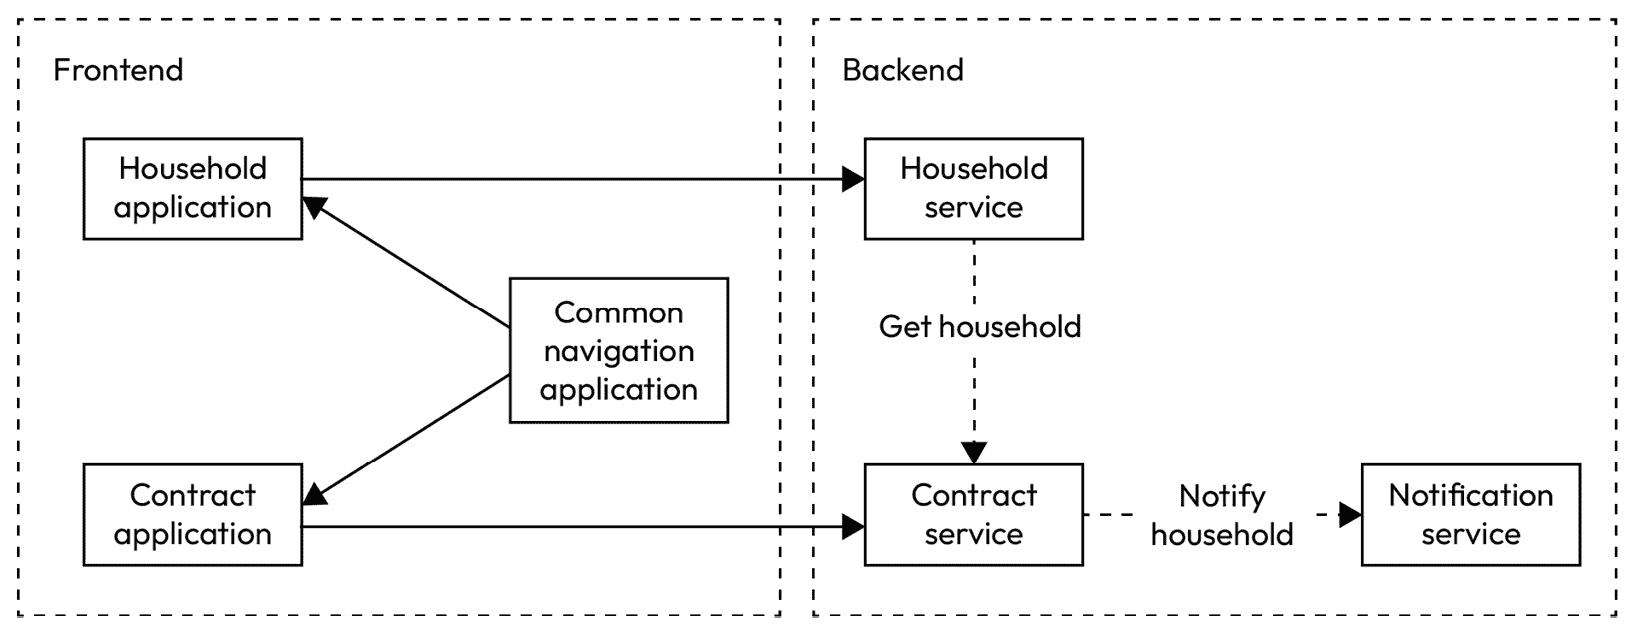 Frontend
Household
application
Common
navigation
application
Contract
application
Backend
Household
service
Get household
Contract
service
Notify
household
Notification
service